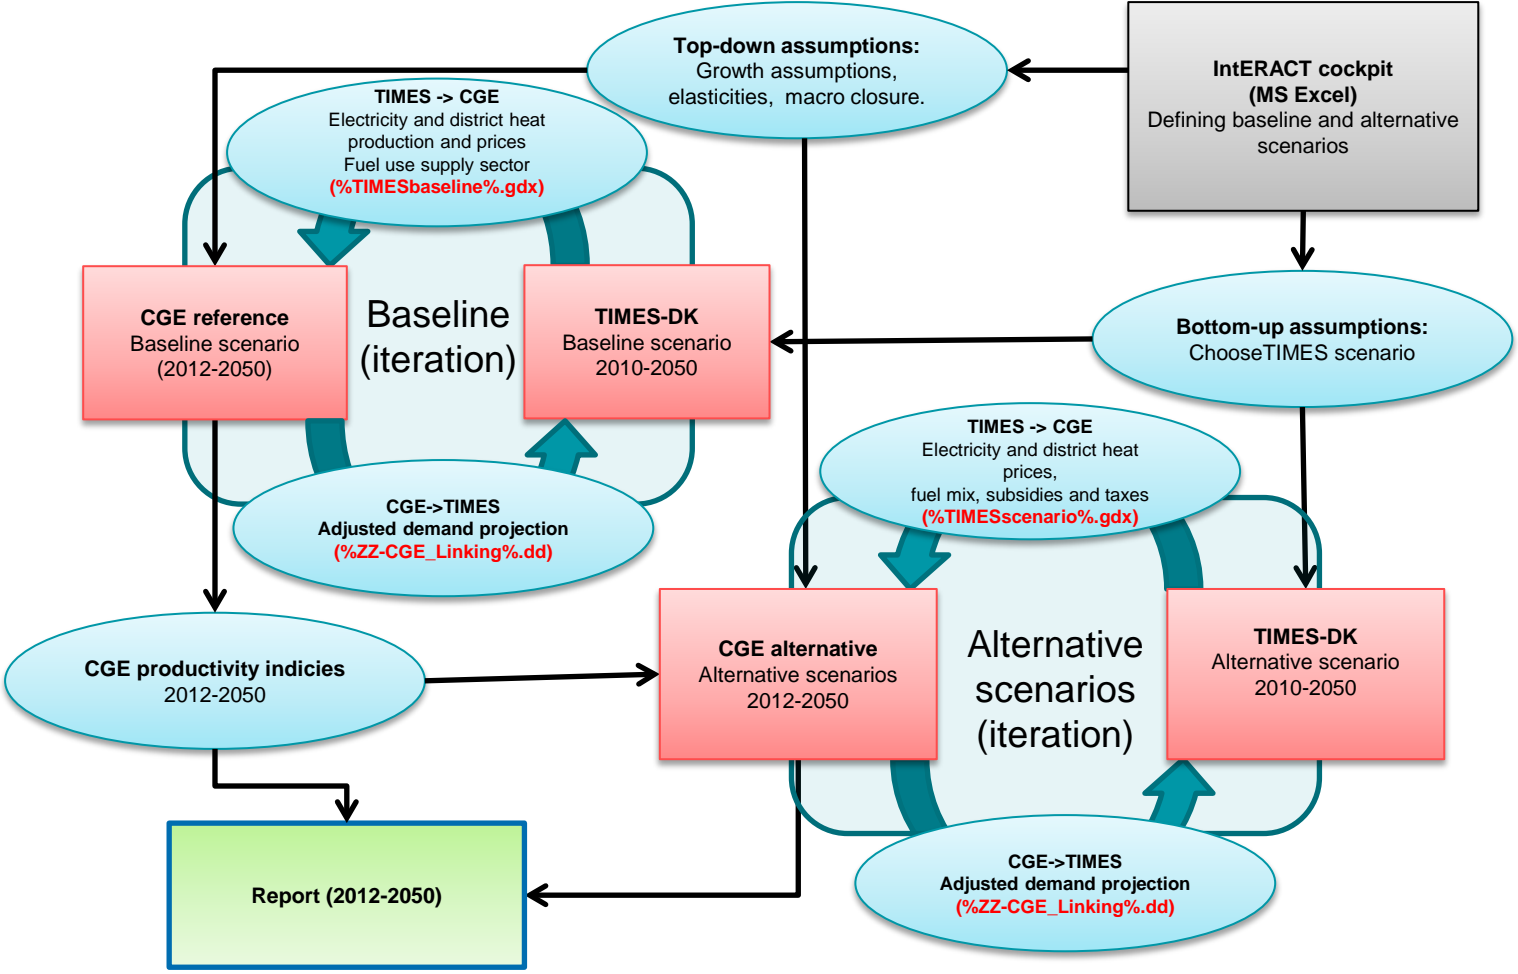 Top-down assumptions:
Growth assumptions,
elasticities, macro closure.
IntERACT cockpit
(MS Excel)
Defining baseline and alternative
scenarios
TIMES -> CGE
Electricity and district heat
production and prices
Fuel use supply sector
(%TIMESbaseline%.gdx)
CGE reference
Baseline scenario
(2012-2050)
Baseline
(iteration)
TIMES-DK
Baseline scenario
2010-2050
Bottom-up assumptions:
ChooseTIMES scenario
CGE->TIMES
Adjusted demand projection
(%ZZ-CGE_Linking%.dd)
TIMES -> CGE
Electricity and district heat
prices,
fuel mix, subsidies and taxes
(%TIMESscenario%.gdx)
CGE productivity indicies
2012-2050
CGE alternative
Alternative scenarios
2012-2050
Alternative
scenarios
(iteration)
TIMES-DK
Alternative scenario
2010-2050
Report (2012-2050)
CGE->TIMES
Adjusted demand projection
(%ZZ-CGE_Linking%.dd)